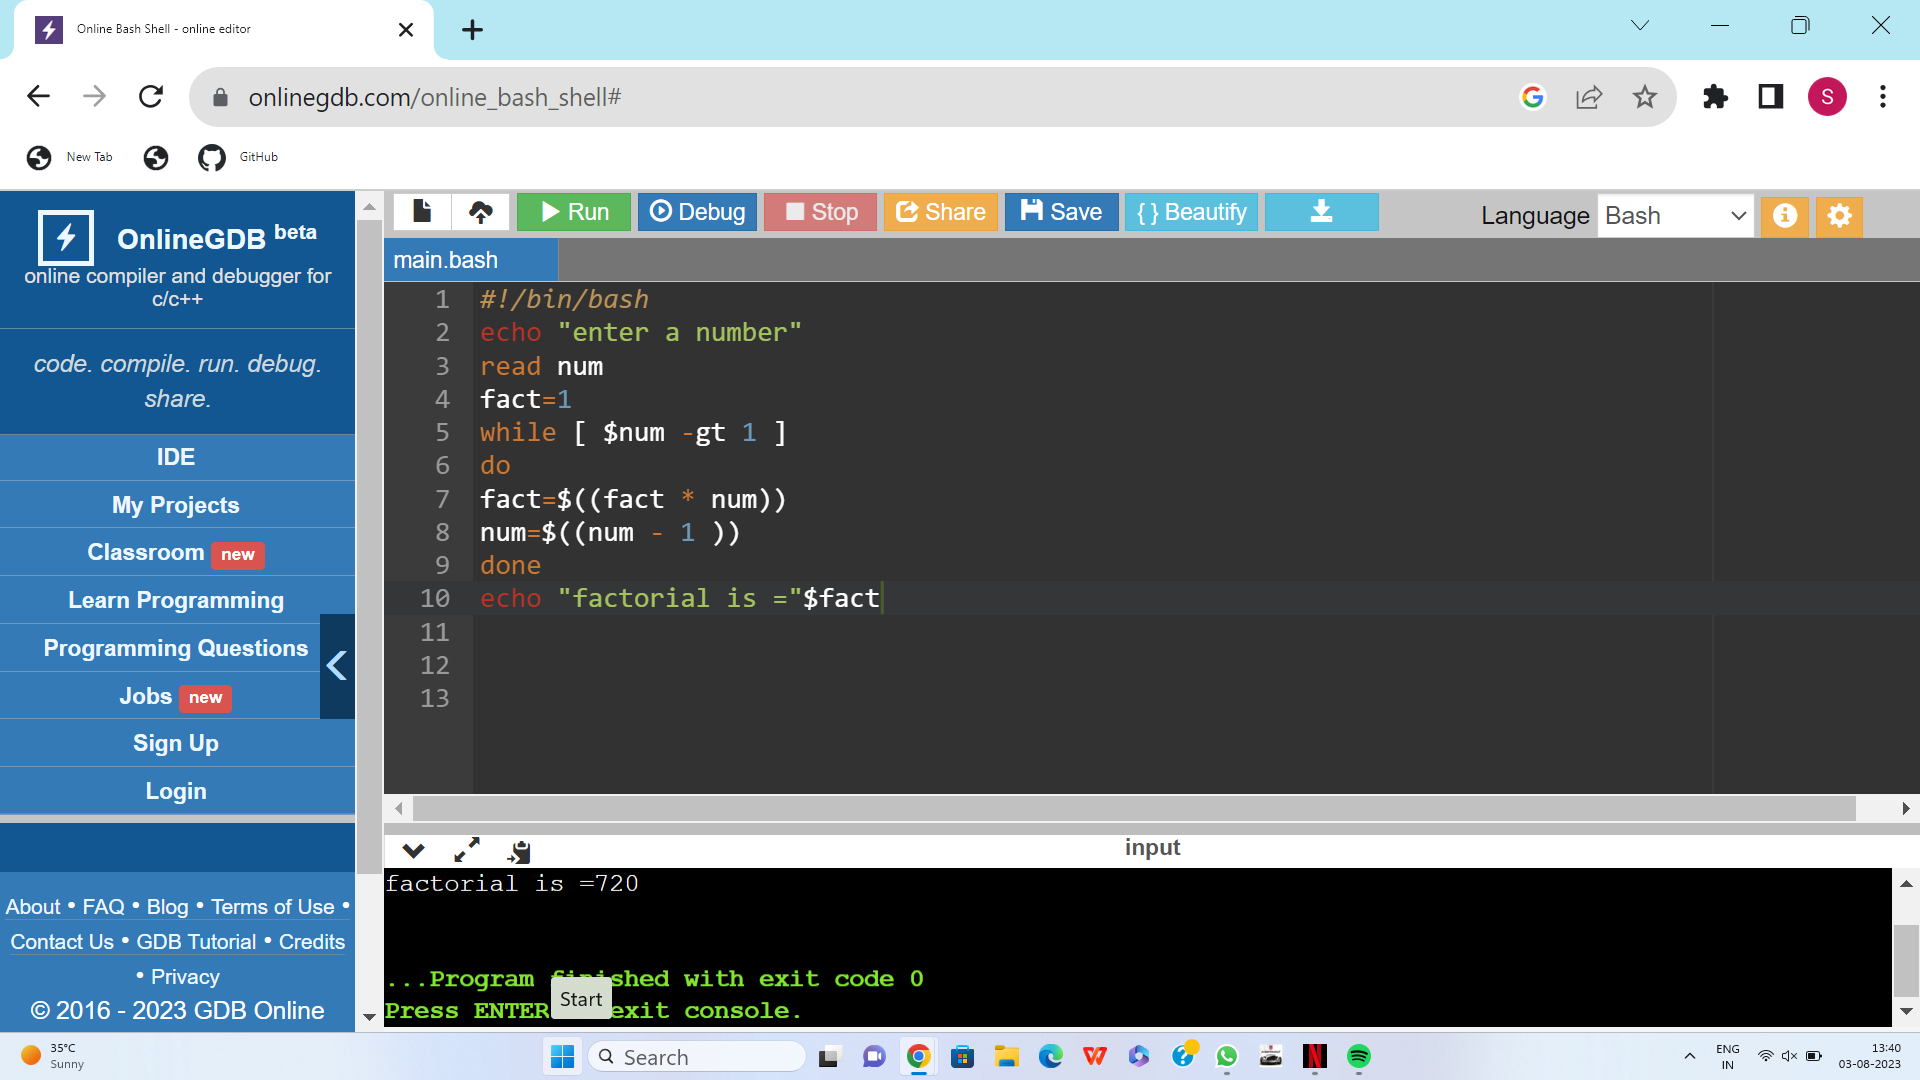 Online Bash Shell - online editor
onlinegdb.com/online_bash_shell#
S
New Tab
GitHub
OnlineGDB beta
online compiler and debugger for
c/c++
code. compile. run. debug.
share.
IDE
My Projects
Classroom new
Learn Programming
Programming Questions
Jobs new
Sign Up
Login
About • FAQ • Blog • Terms of Use •
Contact Us • GDB Tutorial • Credits
• Privacy
© 2016 - 2023 GDB Online
Run
Debug
Stop
Share
Save
{ } Beautify
Language Bash
main.bash
1 #!/bin/bash
2 echo "enter a number"
3 read num
4 fact=1
5 while [ $num -gt 1 ]
6 do
7 fact=$((fact * num))
8 num=$((num - 1 ))
9 done
10 echo "factorial is ="$fact
11
12
13
input
factorial is =720
...Program finished with exit code 0
Press ENTER exit console.
Start
35°C
Sunny
Search
ENG
IN
13:40
03-08-2023